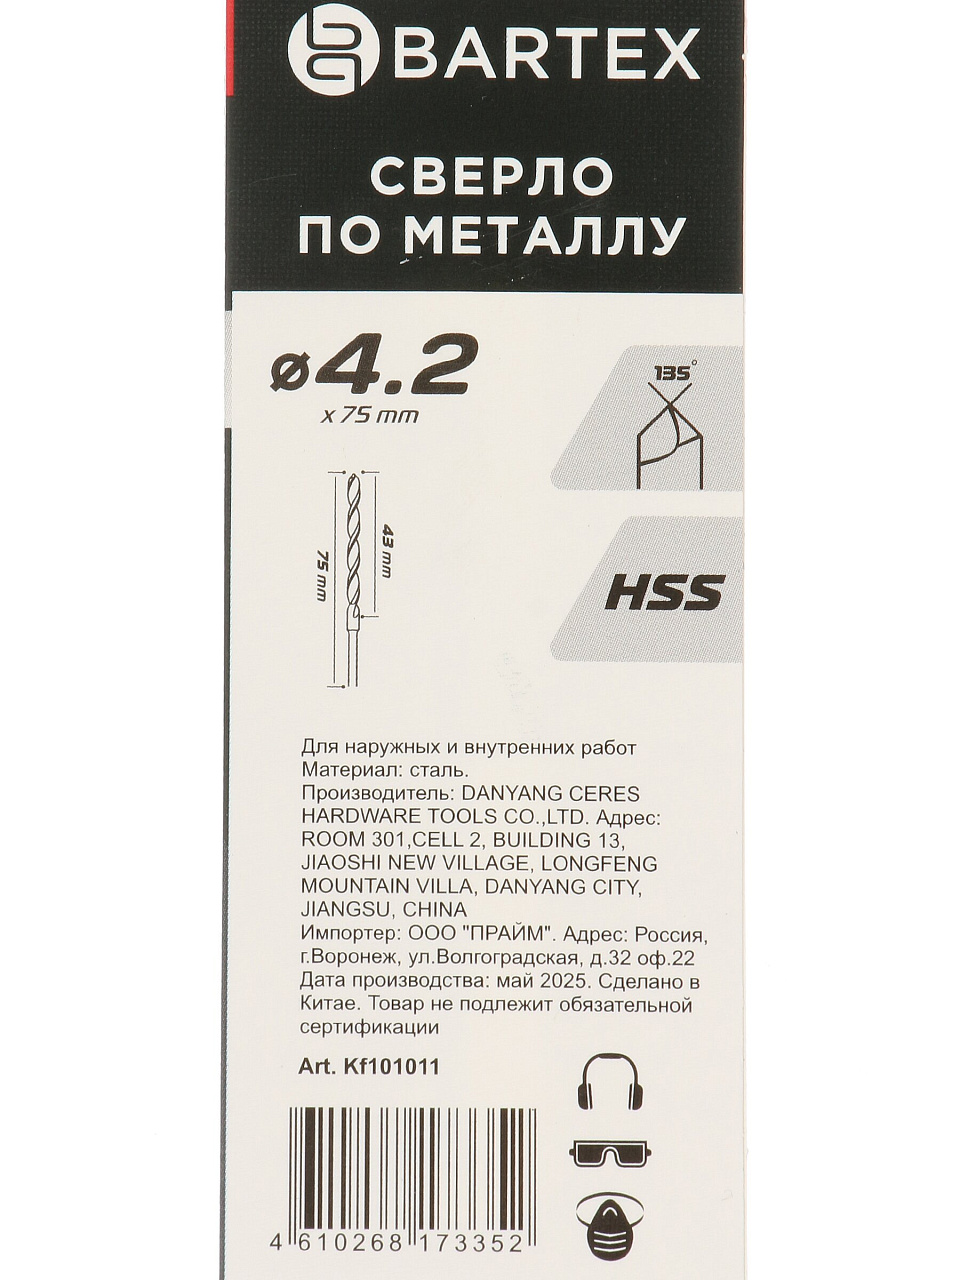 BARTEX
СВЕРЛО
ПО МЕТАЛЛУ
ø4.2
x 75 mm
135°
43 mm
75 mm
HSS
Для наружных и внутренних работ
Материал: сталь.
Производитель: DANYANG CERES
HARDWARE TOOLS CO.,LTD. Адрес:
ROOM 301,CELL 2, BUILDING 13,
JIAOSHI NEW VILLAGE, LONGFENG
MOUNTAIN VILLA, DANYANG CITY,
JIANGSU, CHINA
Импортер: ООО "ПРАЙМ". Адрес: Россия,
г.Воронеж, ул.Волгоградская, д.32 оф.22
Дата производства: май 2025. Сделано в
Китае. Товар не подлежит обязательной
сертификации
Art. Kf101011
4 610268 173352